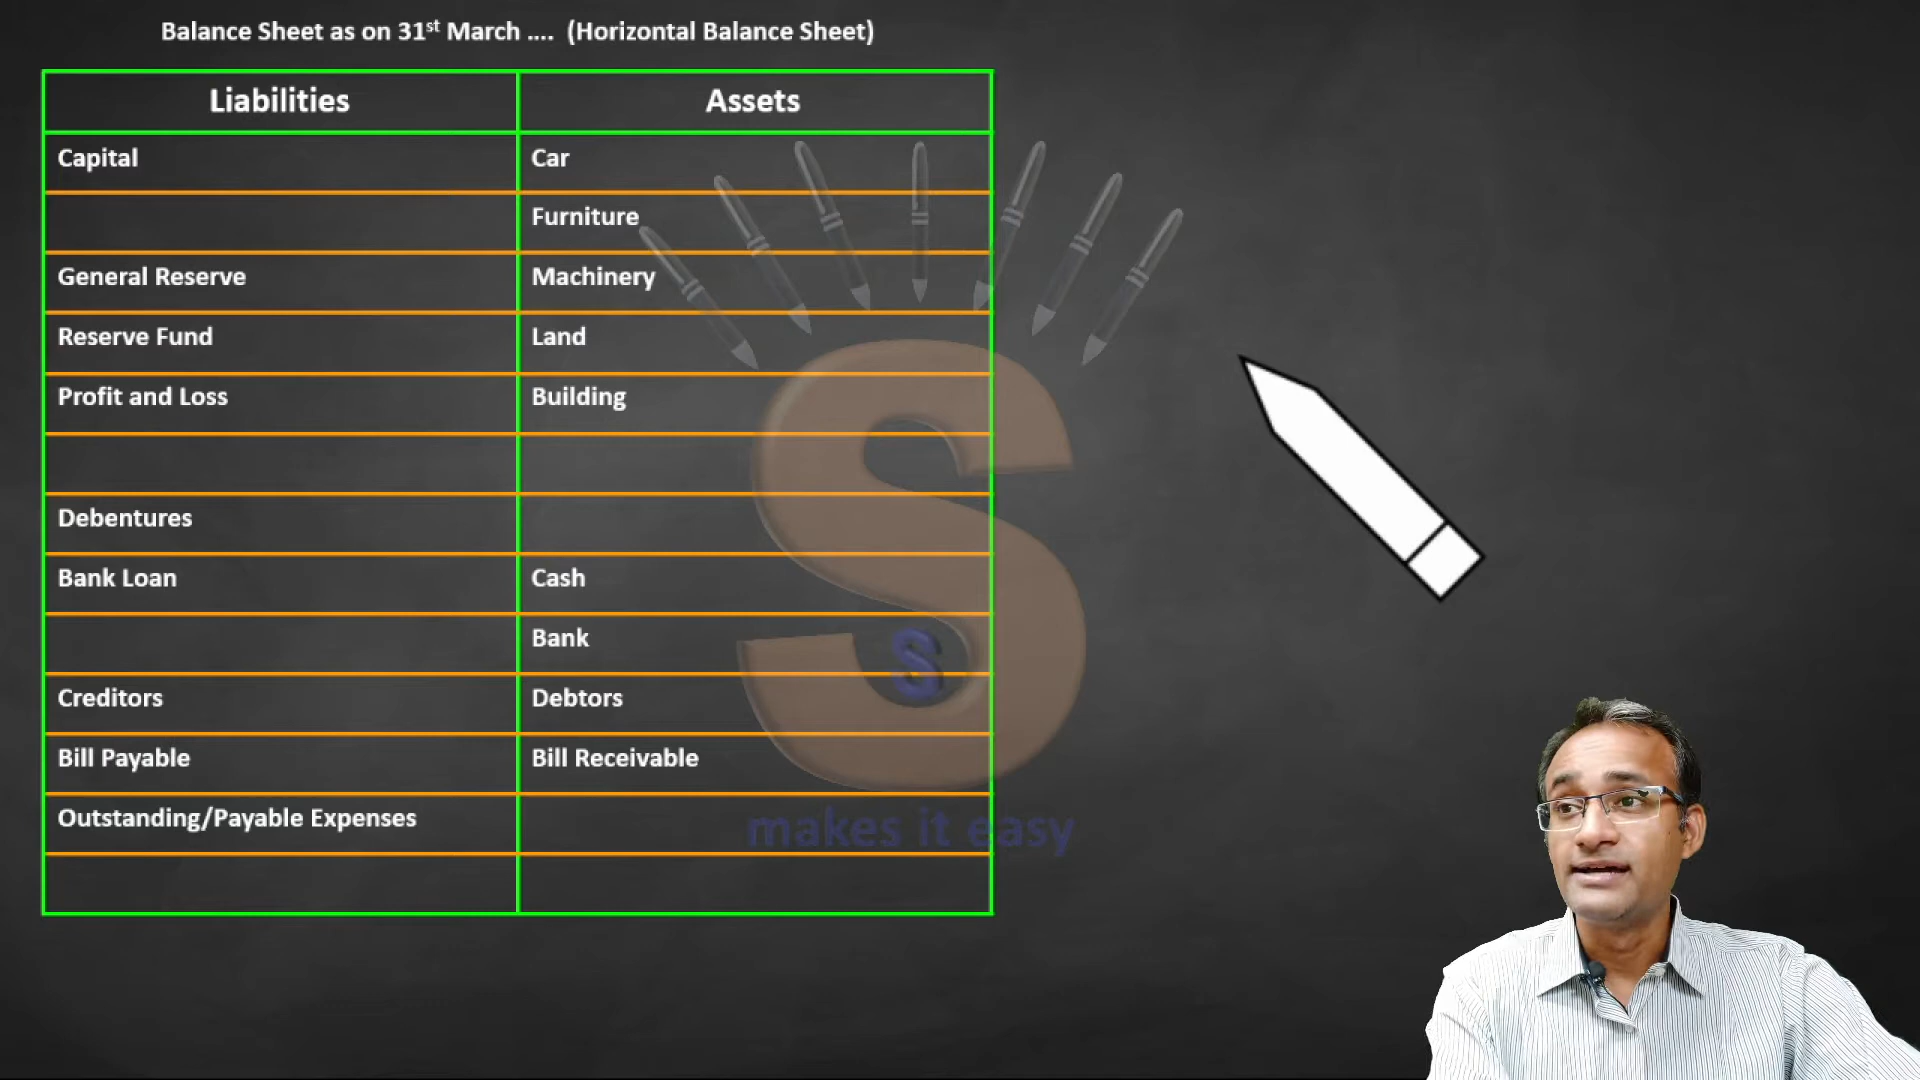 Balance Sheet as on 31st March .... (Horizontal Balance Sheet)
Liabilities Assets
Capital Car
Furniture
General Reserve Machinery
Reserve Fund Land
Profit and Loss Building
Debentures
Bank Loan Cash
Bank
Creditors Debtors
Bill Payable Bill Receivable
Outstanding/Payable Expenses
S
S
makes it easy